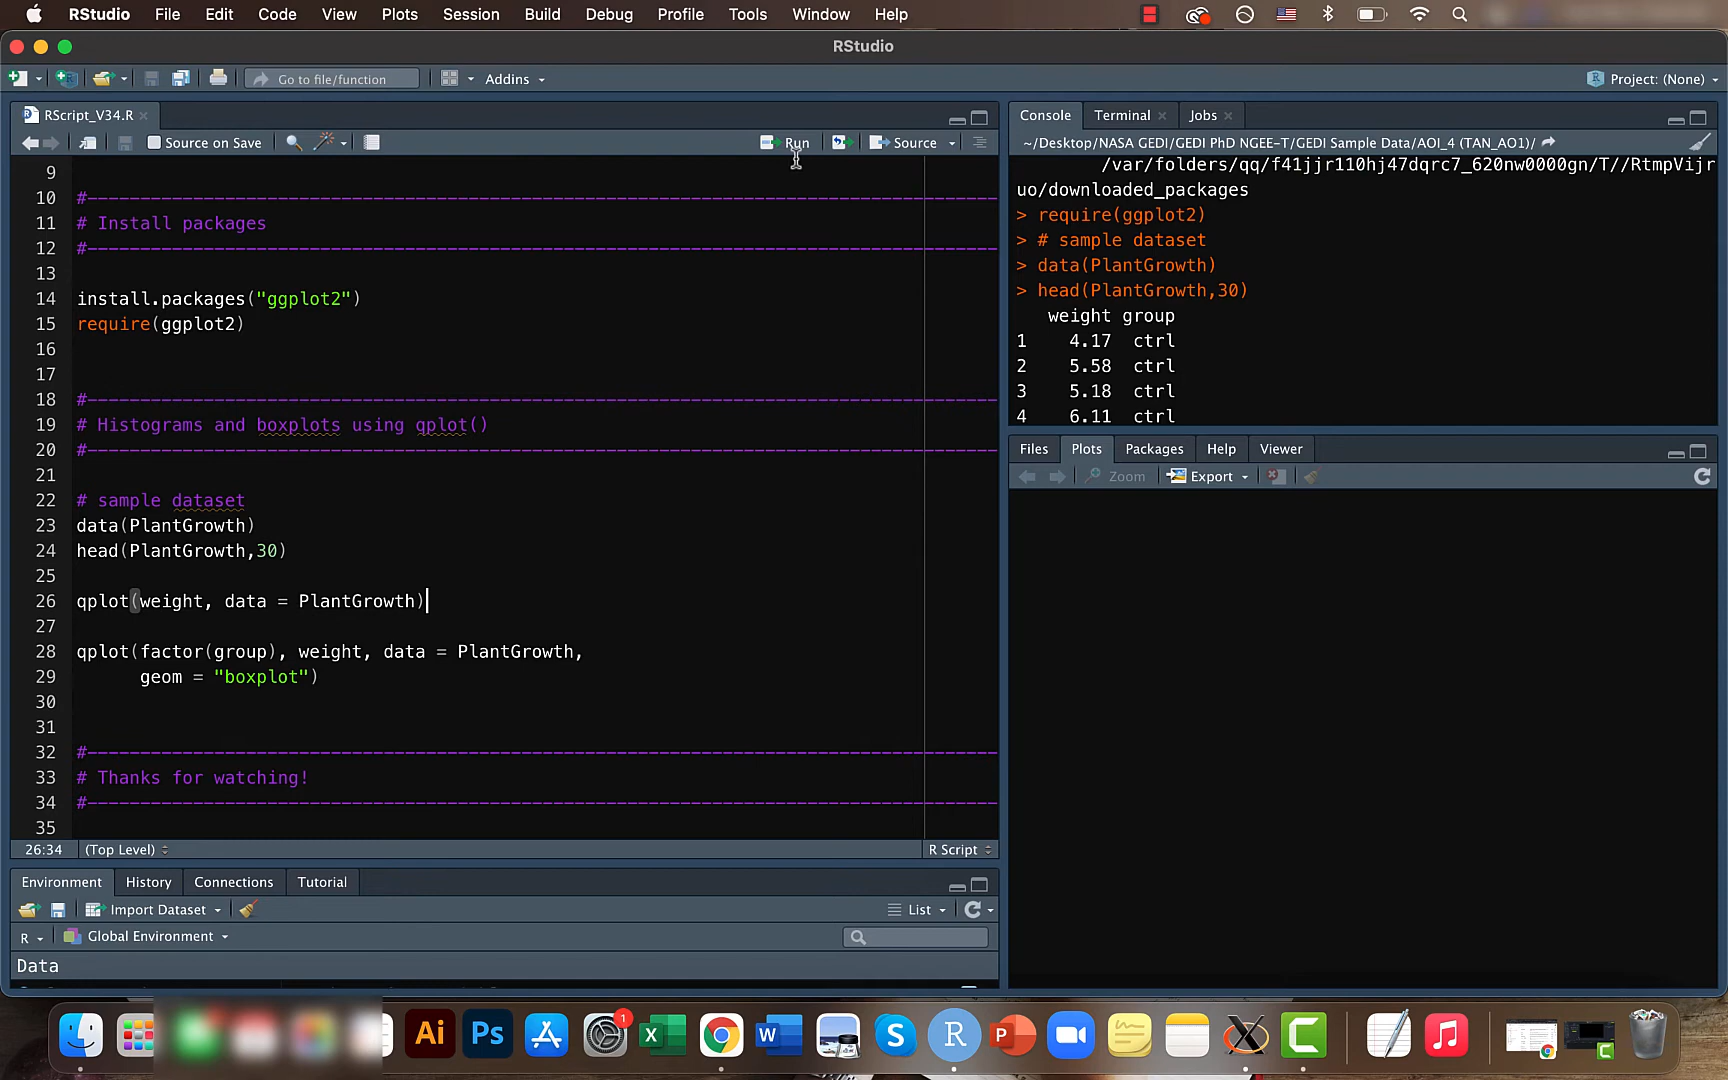 RStudio File Edit Code View Plots Session Build Debug Profile Tools Window Help
RStudio
Go to file/function Addins Project: (None)
RScript_V34.R
Source on Save Run Source
9
10 #---------------------------------------------------------------------------------------
11 # Install packages
12 #---------------------------------------------------------------------------------------
13
14 install.packages("ggplot2")
15 require(ggplot2)
16
17
18 #---------------------------------------------------------------------------------------
19 # Histograms and boxplots using qplot()
20 #---------------------------------------------------------------------------------------
21
22 # sample dataset
23 data(PlantGrowth)
24 head(PlantGrowth,30)
25
26 qplot(weight, data = PlantGrowth)
27
28 qplot(factor(group), weight, data = PlantGrowth,
29 geom = "boxplot")
30
31
32 #---------------------------------------------------------------------------------------
33 # Thanks for watching!
34 #---------------------------------------------------------------------------------------
35
26:34 (Top Level) R Script
Environment History Connections Tutorial
Import Dataset List
R Global Environment
Data
Console Terminal Jobs
~/Desktop/NASA GEDI/GEDI PhD NGEE-T/GEDI Sample Data/AOI_4 (TAN_AO1)/
/var/folders/qq/f41jjr110hj47dqrc7_620nw0000gn/T//RtmpVijr
uo/downloaded_packages
> require(ggplot2)
> # sample dataset
> data(PlantGrowth)
> head(PlantGrowth,30)
weight group
1 4.17 ctrl
2 5.58 ctrl
3 5.18 ctrl
4 6.11 ctrl
Files Plots Packages Help Viewer
Zoom Export
Ai Ps 1 X W S R P C